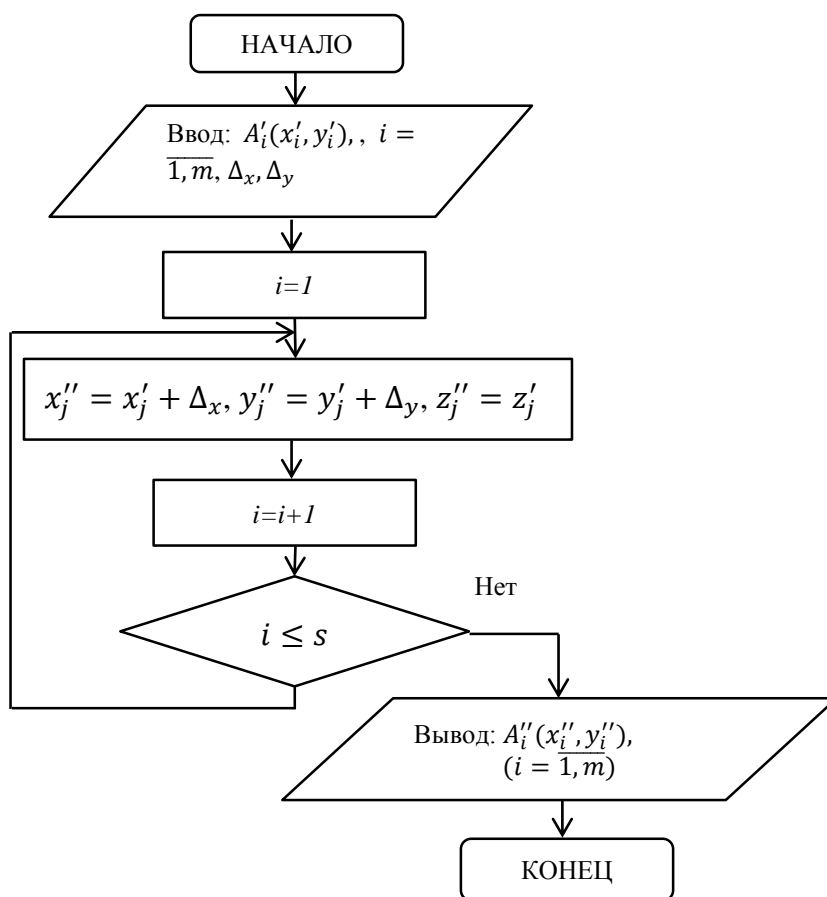 НАЧАЛО
Ввод: A′ᵢ(x′ᵢ, y′ᵢ), , i =
1, m̅, Δₓ, Δᵧ
i=1
x″ⱼ = x′ⱼ + Δₓ, y″ⱼ = y′ⱼ + Δᵧ, z″ⱼ = z′ⱼ
i=i+1
Нет
i ≤ s
Вывод: A″ᵢ(x″ᵢ, y″ᵢ),
(i = 1, m̅)
КОНЕЦ